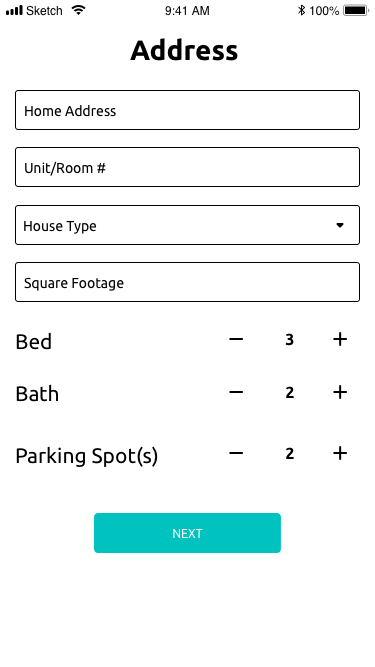 Sketch 9:41 AM 100%
Address
Home Address
Unit/Room #
House Type
Square Footage
Bed − 3 +
Bath − 2 +
Parking Spot(s) − 2 +
NEXT